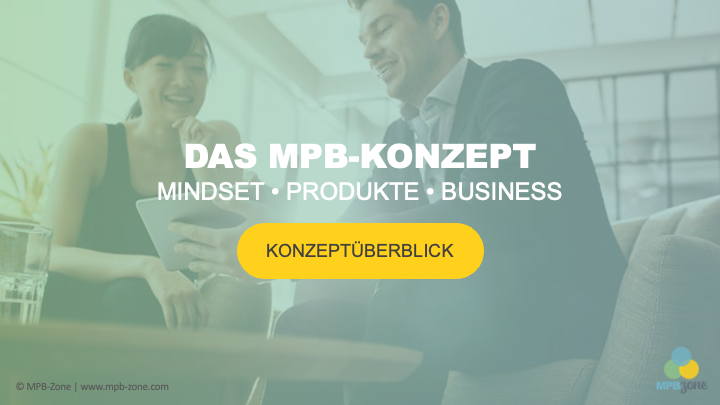 DAS MPB-KONZEPT
MINDSET • PRODUKTE • BUSINESS
KONZEPTÜBERBLICK
© MPB-Zone | www.mpb-zone.com
MPB zone